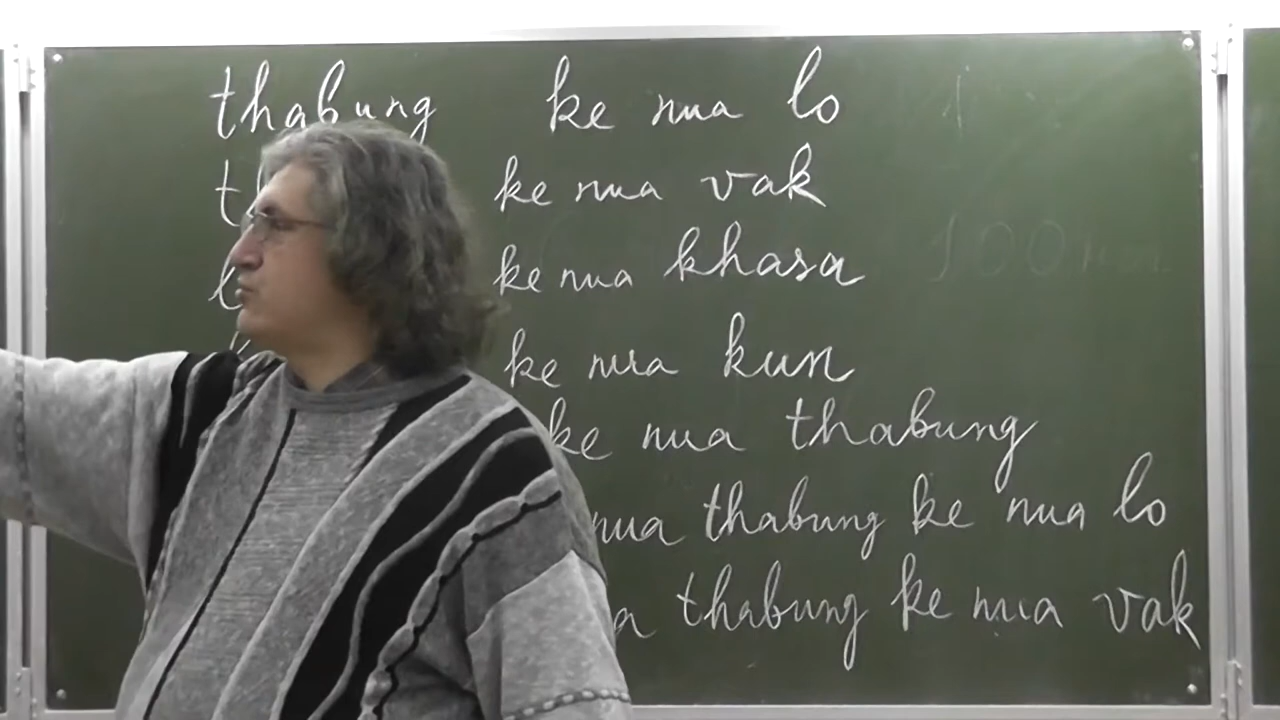 thabung ke nua lo
ke nua vak
ke nua khasa
ke nua kun
ke nua thabung
nua thabung ke nua lo
thabung ke nua vak